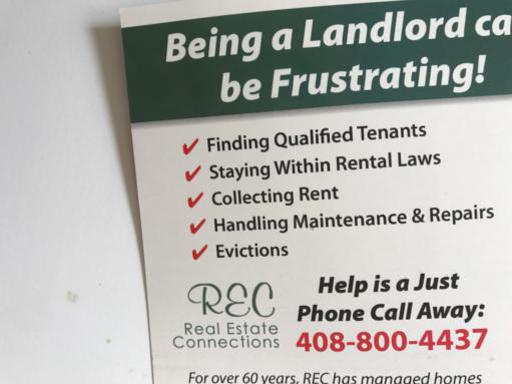 Being a Landlord ca
be Frustrating!
✔ Finding Qualified Tenants
✔ Staying Within Rental Laws
✔ Collecting Rent
✔ Handling Maintenance & Repairs
✔ Evictions
REC
Real Estate
Connections
Help is a Just
Phone Call Away:
408-800-4437
For over 60 years, REC has managed homes